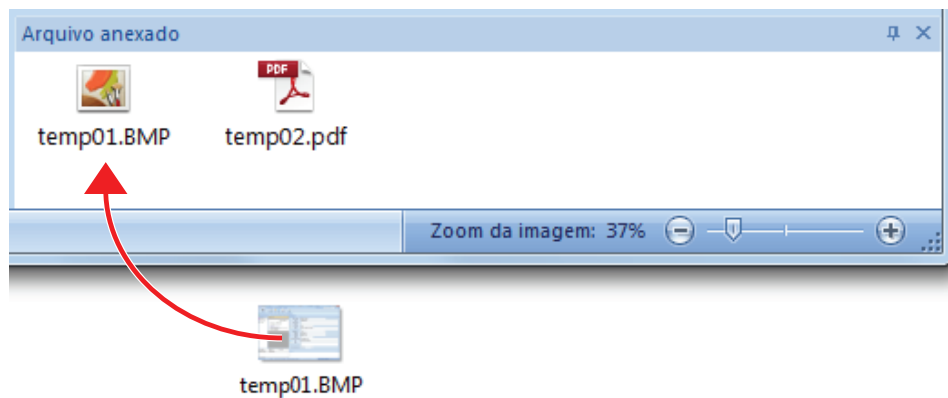 Arquivo anexado
PDF
temp01.BMP
temp02.pdf
Zoom da imagem: 37%
temp01.BMP